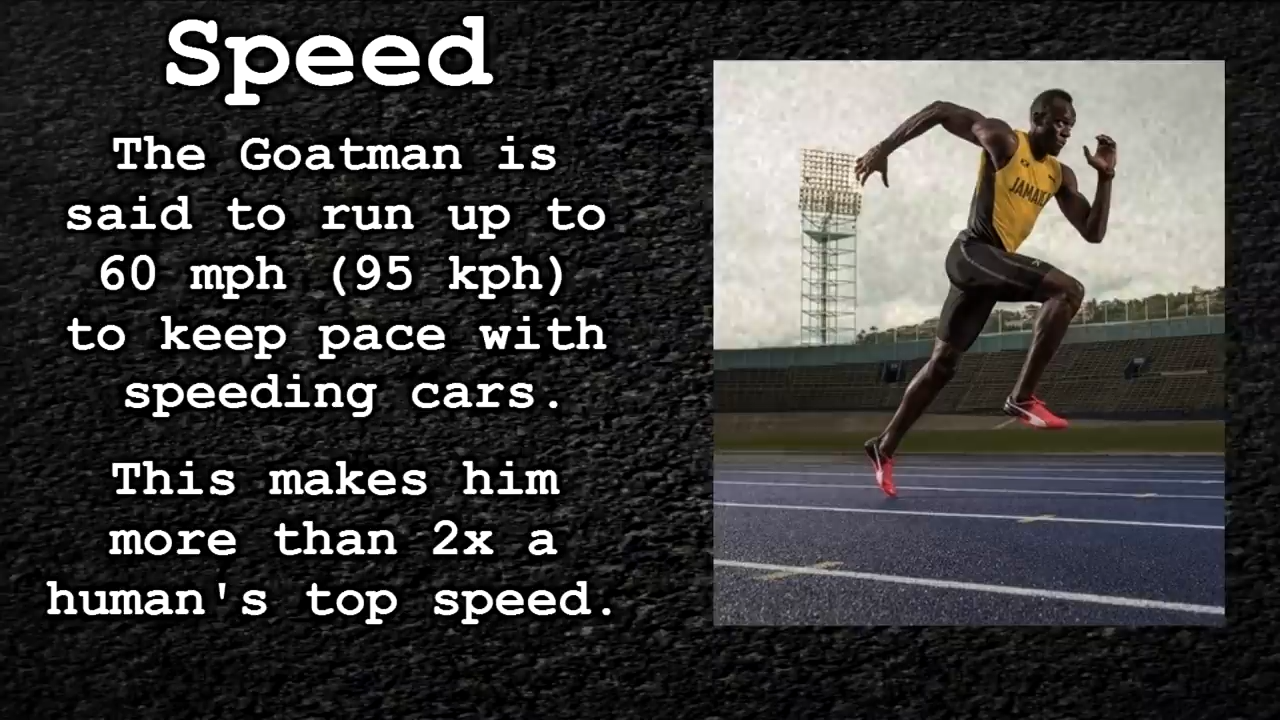 Speed
The Goatman is
said to run up to
60 mph (95 kph)
to keep pace with
speeding cars.
This makes him
more than 2x a
human's top speed.
JAMAICA